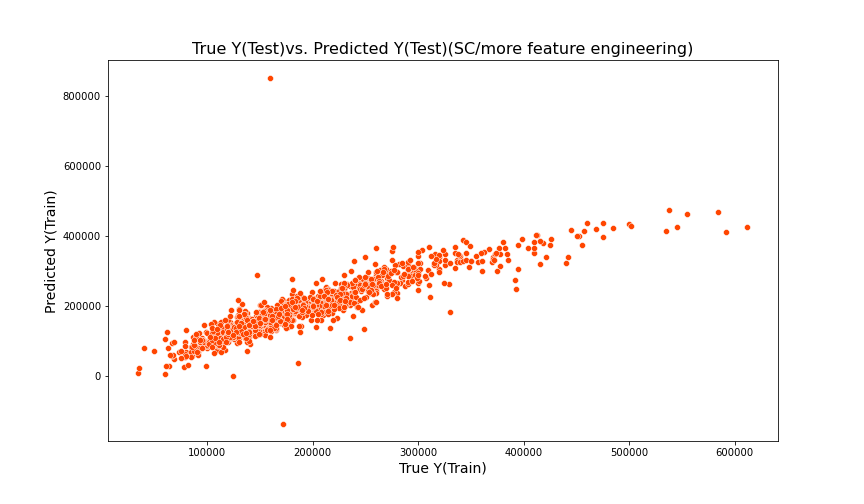 True Y(Test)vs. Predicted Y(Test)(SC/more feature engineering)
800000
600000
400000
200000
0
Predicted Y(Train)
100000 200000 300000 400000 500000 600000
True Y(Train)